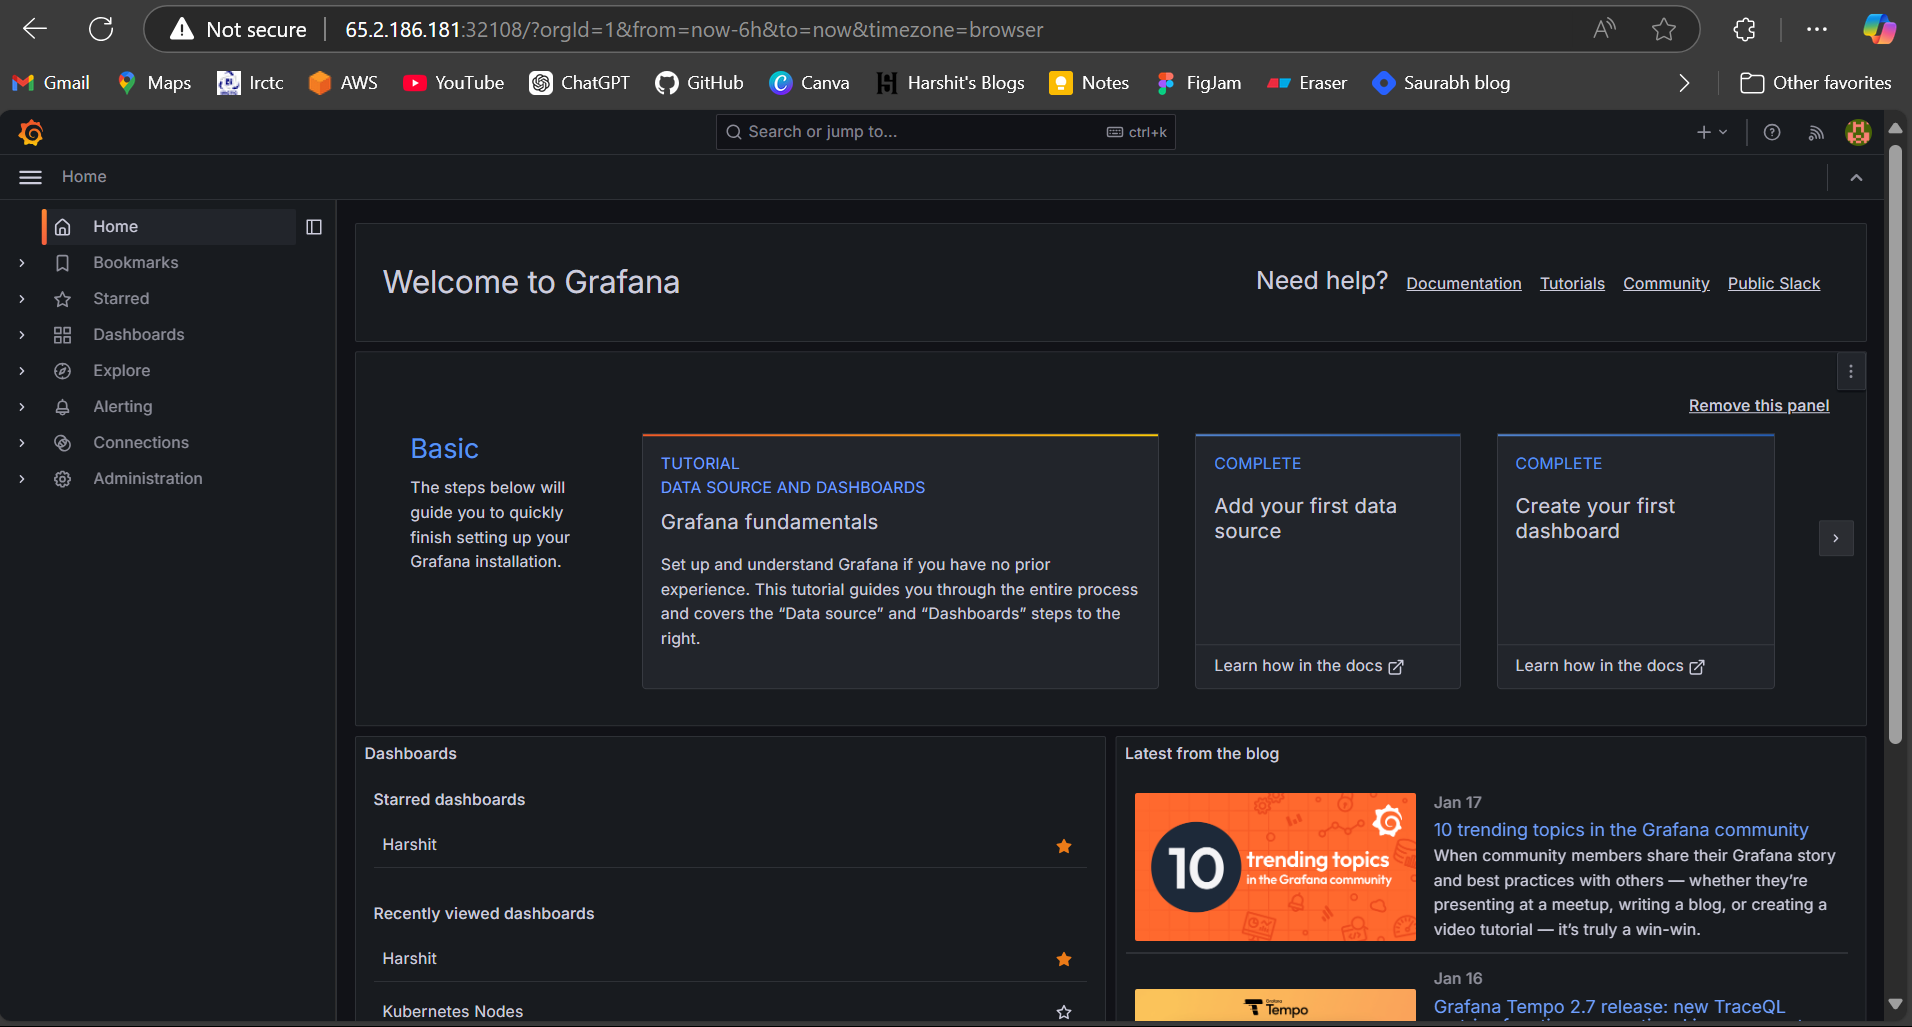 Not secure
65.2.186.181:32108/?orgId=1&from=now-6h&to=now&timezone=browser
Gmail
Maps
Irctc
AWS
YouTube
ChatGPT
GitHub
Canva
Harshit's Blogs
Notes
FigJam
Eraser
Saurabh blog
Other favorites
Search or jump to...
ctrl+k
Home
Home
Bookmarks
Starred
Dashboards
Explore
Alerting
Connections
Administration
Welcome to Grafana
Need help?
Documentation
Tutorials
Community
Public Slack
Remove this panel
Basic
The steps below will
guide you to quickly
finish setting up your
Grafana installation.
TUTORIAL
DATA SOURCE AND DASHBOARDS
Grafana fundamentals
Set up and understand Grafana if you have no prior
experience. This tutorial guides you through the entire process
and covers the “Data source” and “Dashboards” steps to the
right.
COMPLETE
Add your first data
source
Learn how in the docs
COMPLETE
Create your first
dashboard
Learn how in the docs
Dashboards
Starred dashboards
Harshit
Recently viewed dashboards
Harshit
Kubernetes Nodes
Latest from the blog
10
trending topics
in the Grafana community
Jan 17
10 trending topics in the Grafana community
When community members share their Grafana story
and best practices with others — whether they’re
presenting at a meetup, writing a blog, or creating a
video tutorial — it’s truly a win-win.
Grafana
Tempo
Jan 16
Grafana Tempo 2.7 release: new TraceQL